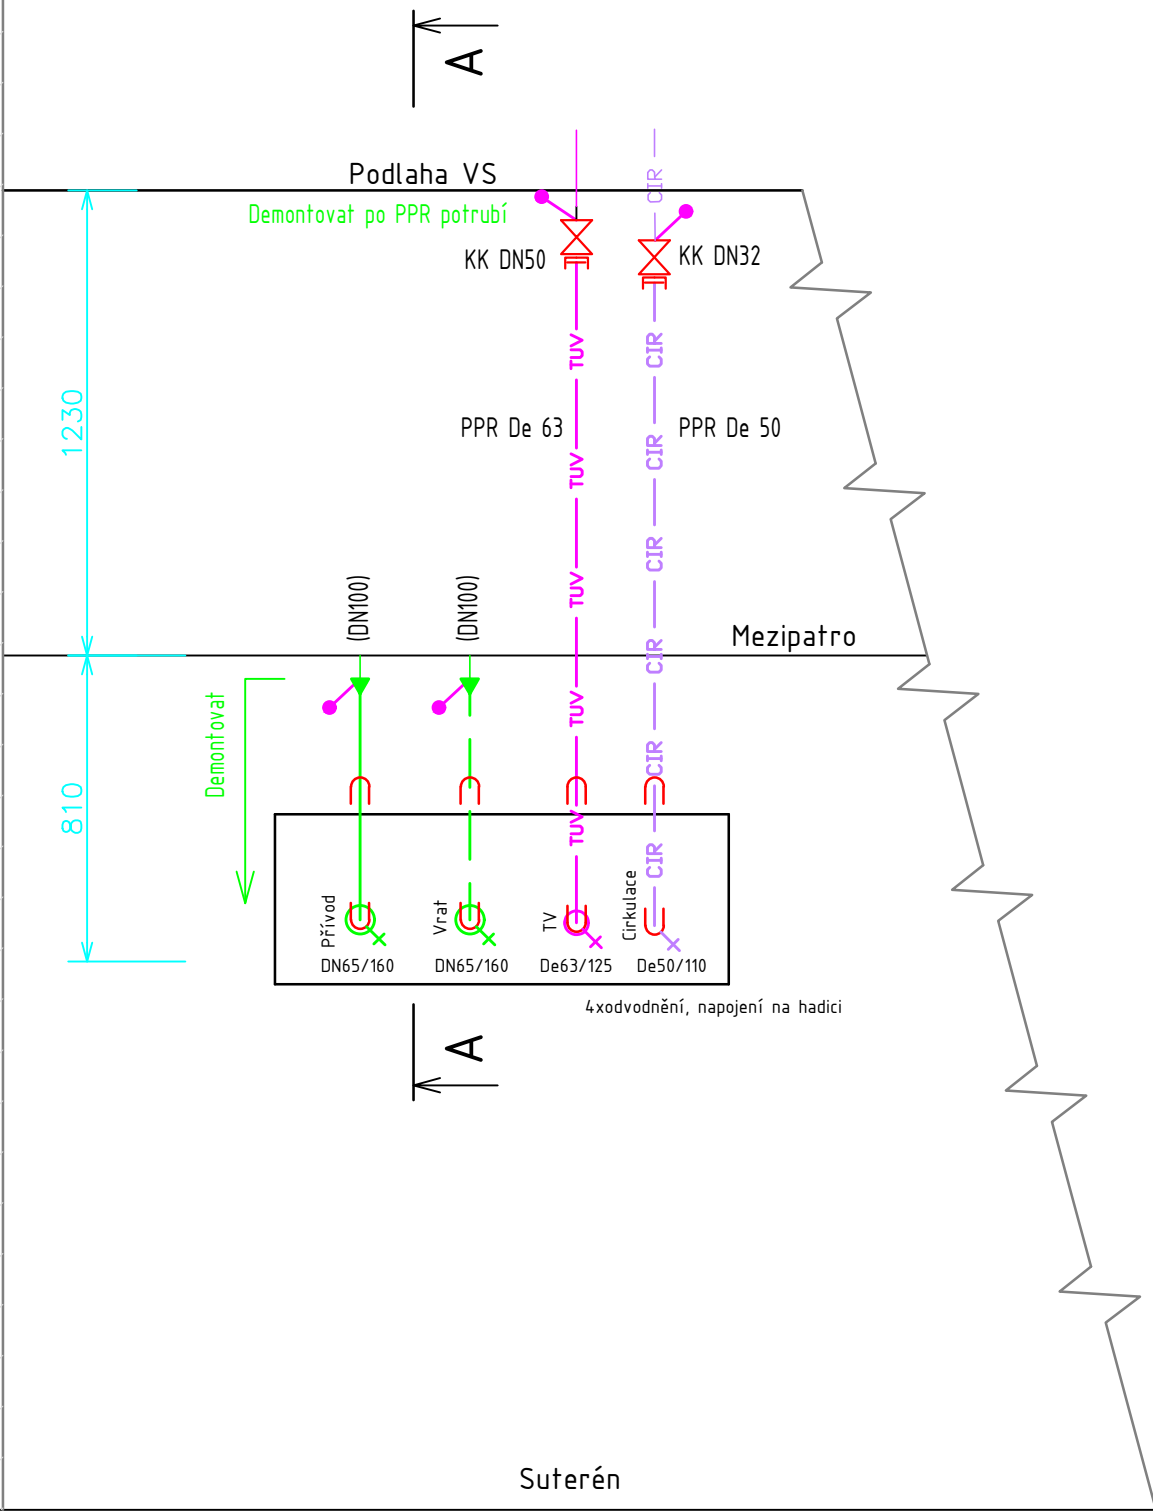 A
Podlaha VS
Demontovat po PPR potrubí
CIR
KK DN50
KK DN32
TUV
CIR
1230
PPR De 63
PPR De 50
TUV
CIR
TUV
CIR
(DN100)
(DN100)
Mezipatro
CIR
TUV
Demontovat
CIR
810
TUV
CIR
Přívod
Vrat
TV
Cirkulace
DN65/160
DN65/160
De63/125
De50/110
4xodvodnění, napojení na hadici
A
Suterén